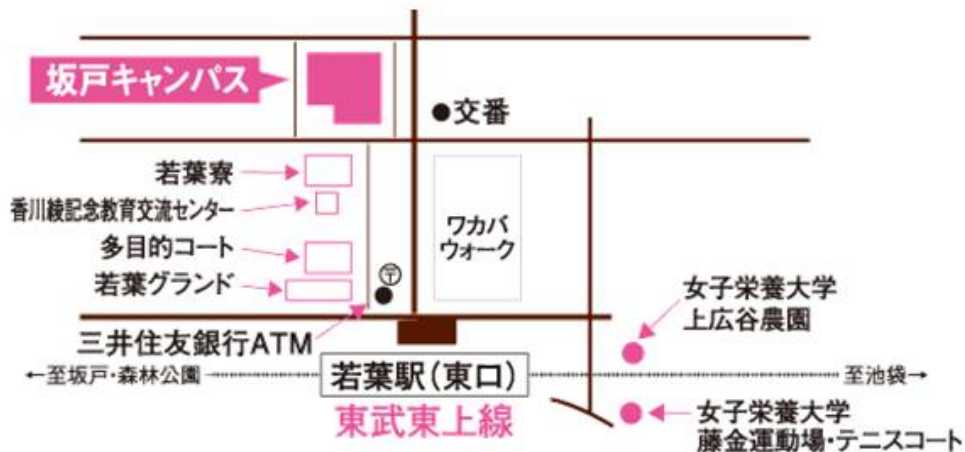 坂戸キャンパス
●交番
若葉寮
香川綾記念教育交流センター
ワカバ
ウォーク
多目的コート
若葉グランド
〒
女子栄養大学
上広谷農園
三井住友銀行ATM
←至坂戸・森林公園
若葉駅(東口)
至池袋→
東武東上線
女子栄養大学
藤金運動場・テニスコート